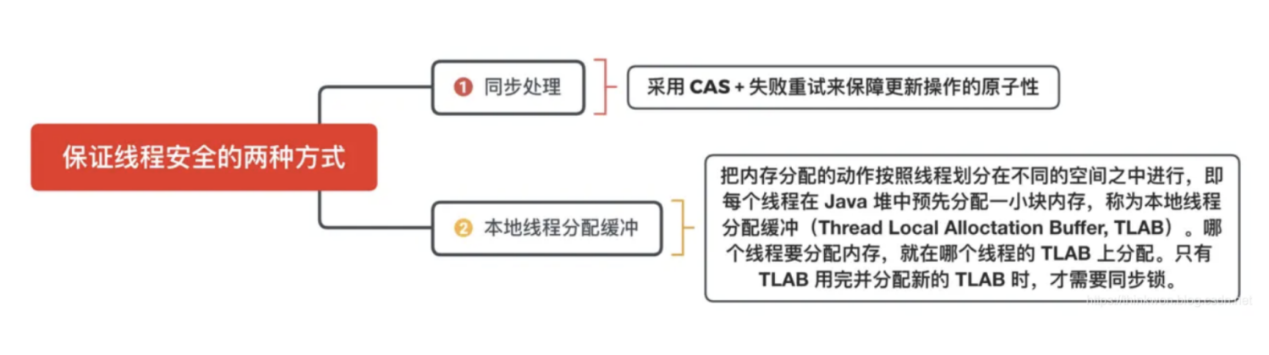 保证线程安全的两种方式
1 同步处理
采用 CAS + 失败重试来保障更新操作的原子性
2 本地线程分配缓冲
把内存分配的动作按照线程划分在不同的空间之中进行，即
每个线程在 Java 堆中预先分配一小块内存，称为本地线程
分配缓冲（Thread Local Alloctation Buffer, TLAB）。哪
个线程要分配内存，就在哪个线程的 TLAB 上分配。只有
TLAB 用完并分配新的 TLAB 时，才需要同步锁。